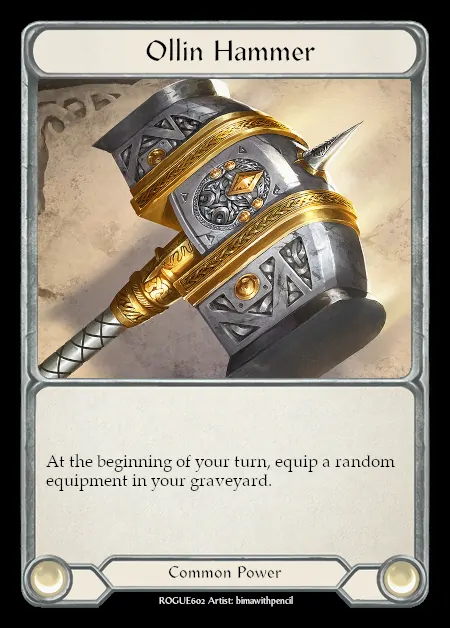 Ollin Hammer
At the beginning of your turn, equip a random
equipment in your graveyard.
Common Power
ROGUE602 Artist: bimawithpencil